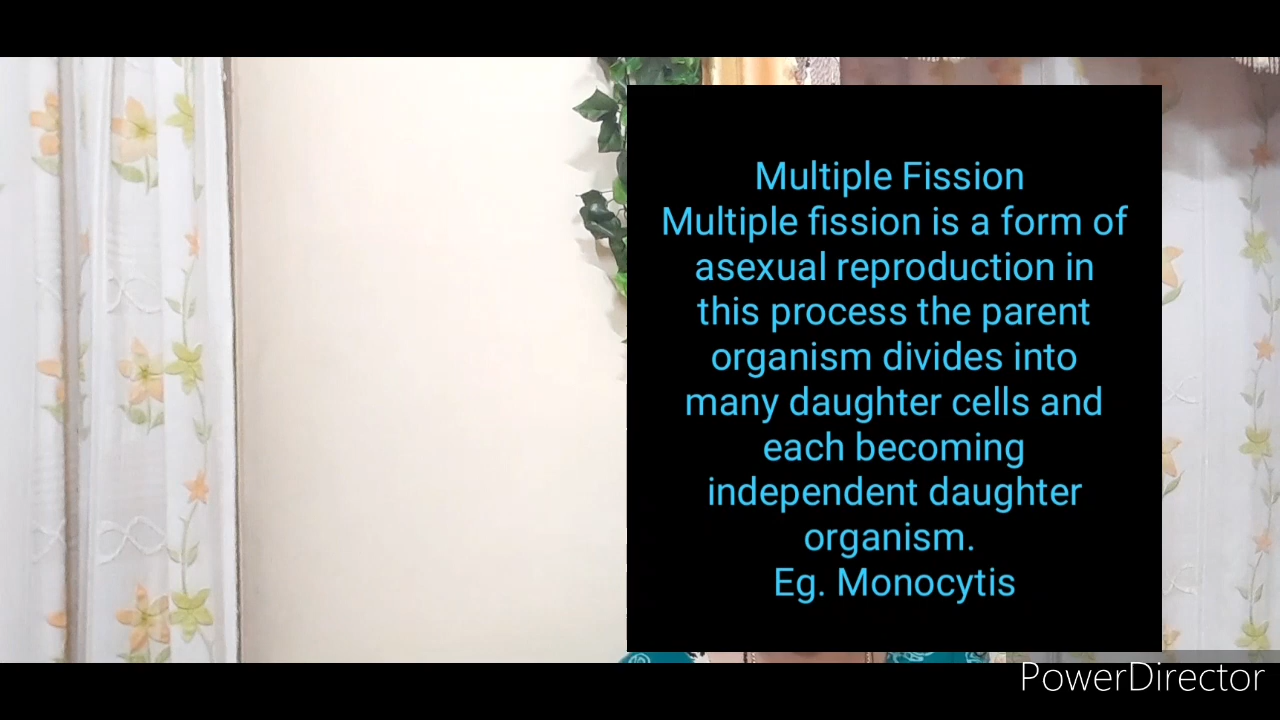 Multiple Fission
Multiple fission is a form of
asexual reproduction in
this process the parent
organism divides into
many daughter cells and
each becoming
independent daughter
organism.
Eg. Monocytis
PowerDirector